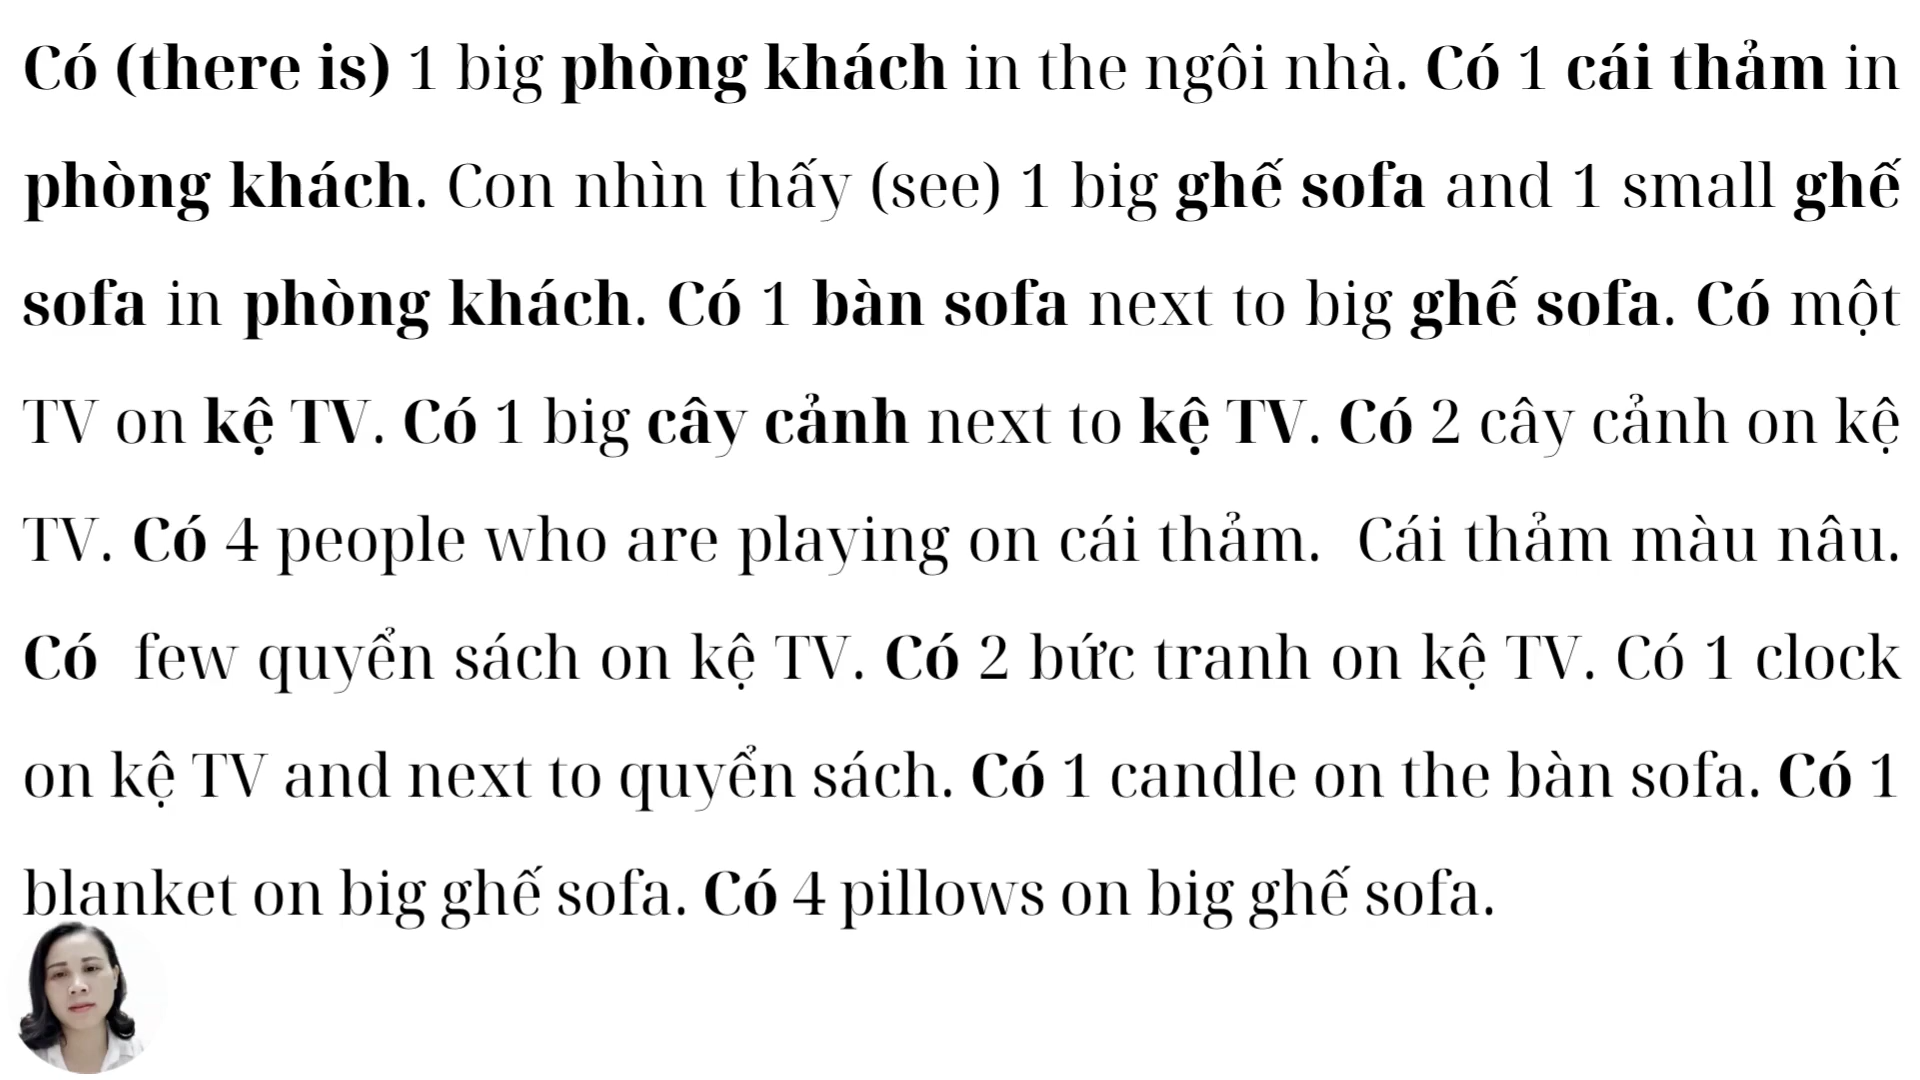 Có (there is) 1 big phòng khách in the ngôi nhà. Có 1 cái thảm in
phòng khách. Con nhìn thấy (see) 1 big ghế sofa and 1 small ghế
sofa in phòng khách. Có 1 bàn sofa next to big ghế sofa. Có một
TV on kệ TV. Có 1 big cây cảnh next to kệ TV. Có 2 cây cảnh on kệ
TV. Có 4 people who are playing on cái thảm. Cái thảm màu nâu.
Có few quyển sách on kệ TV. Có 2 bức tranh on kệ TV. Có 1 clock
on kệ TV and next to quyển sách. Có 1 candle on the bàn sofa. Có 1
blanket on big ghế sofa. Có 4 pillows on big ghế sofa.